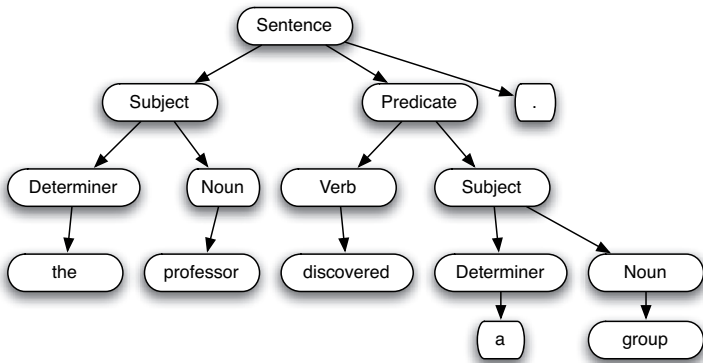 Sentence
Subject Predicate .
Determiner Noun Verb Subject
the professor discovered Determiner Noun
a group